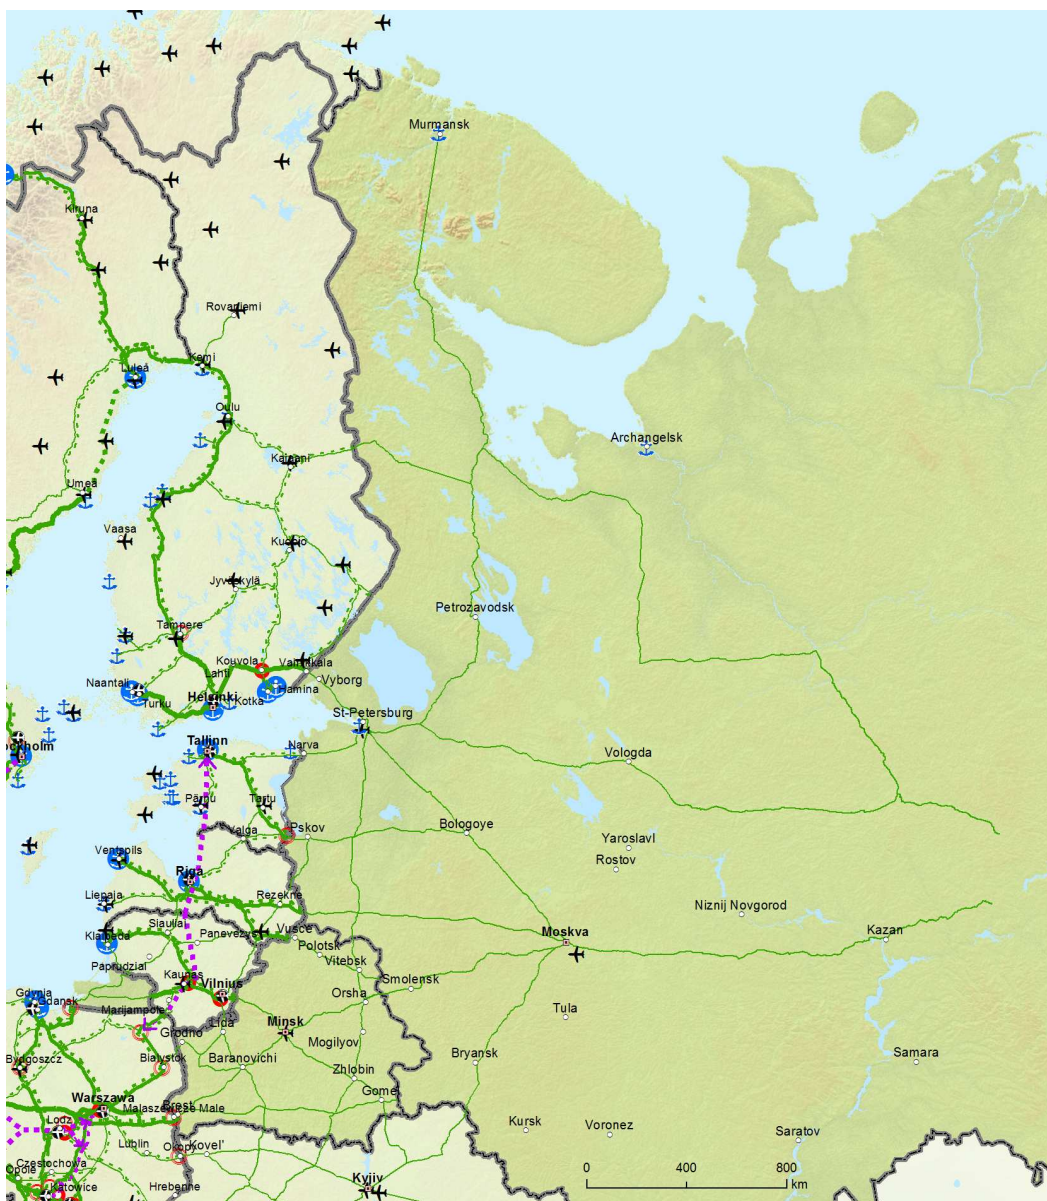 Murmansk
Kiruna
Rovaniemi
Kemi
Luleå
Oulu
Archangelsk
Kajaani
Umeå
Vaasa
Kuopio
Jyväskylä
Petrozavodsk
Tampere
Kouvola
Vainikkala
Lahti
Vyborg
Naantali
Hamina
Helsinki
Kotka
Turku
St-Petersburg
Tallinn
ockholm
Narva
Vologda
Pärnu
Tartu
Valga
Pskov
Bologoye
Yaroslavl
Ventspils
Rostov
Riga
Liepaja
Rezekne
Niznij Novgorod
Siauliai
Klaipeda
Panevezys
Vusce
Moskva
Kazan
Polotsk
Paprudzial
Vitebsk
Kaunas
Vilnius
Smolensk
Gdynia
Gdansk
Orsha
Marijampole
Tula
Lida
Minsk
Grodno
Mogilyov
Bydgoszcz
Bialystok
Baranovichi
Bryansk
Samara
Zhlobin
Warszawa
Gomel
Malaszewicze Male
Brest
Lodz
Kursk
Voronez
Saratov
Lublin
Okopy
Kovel'
Czestochowa
Opole
Katowice
Hrebenne
Kyiiv
0 400 800
km